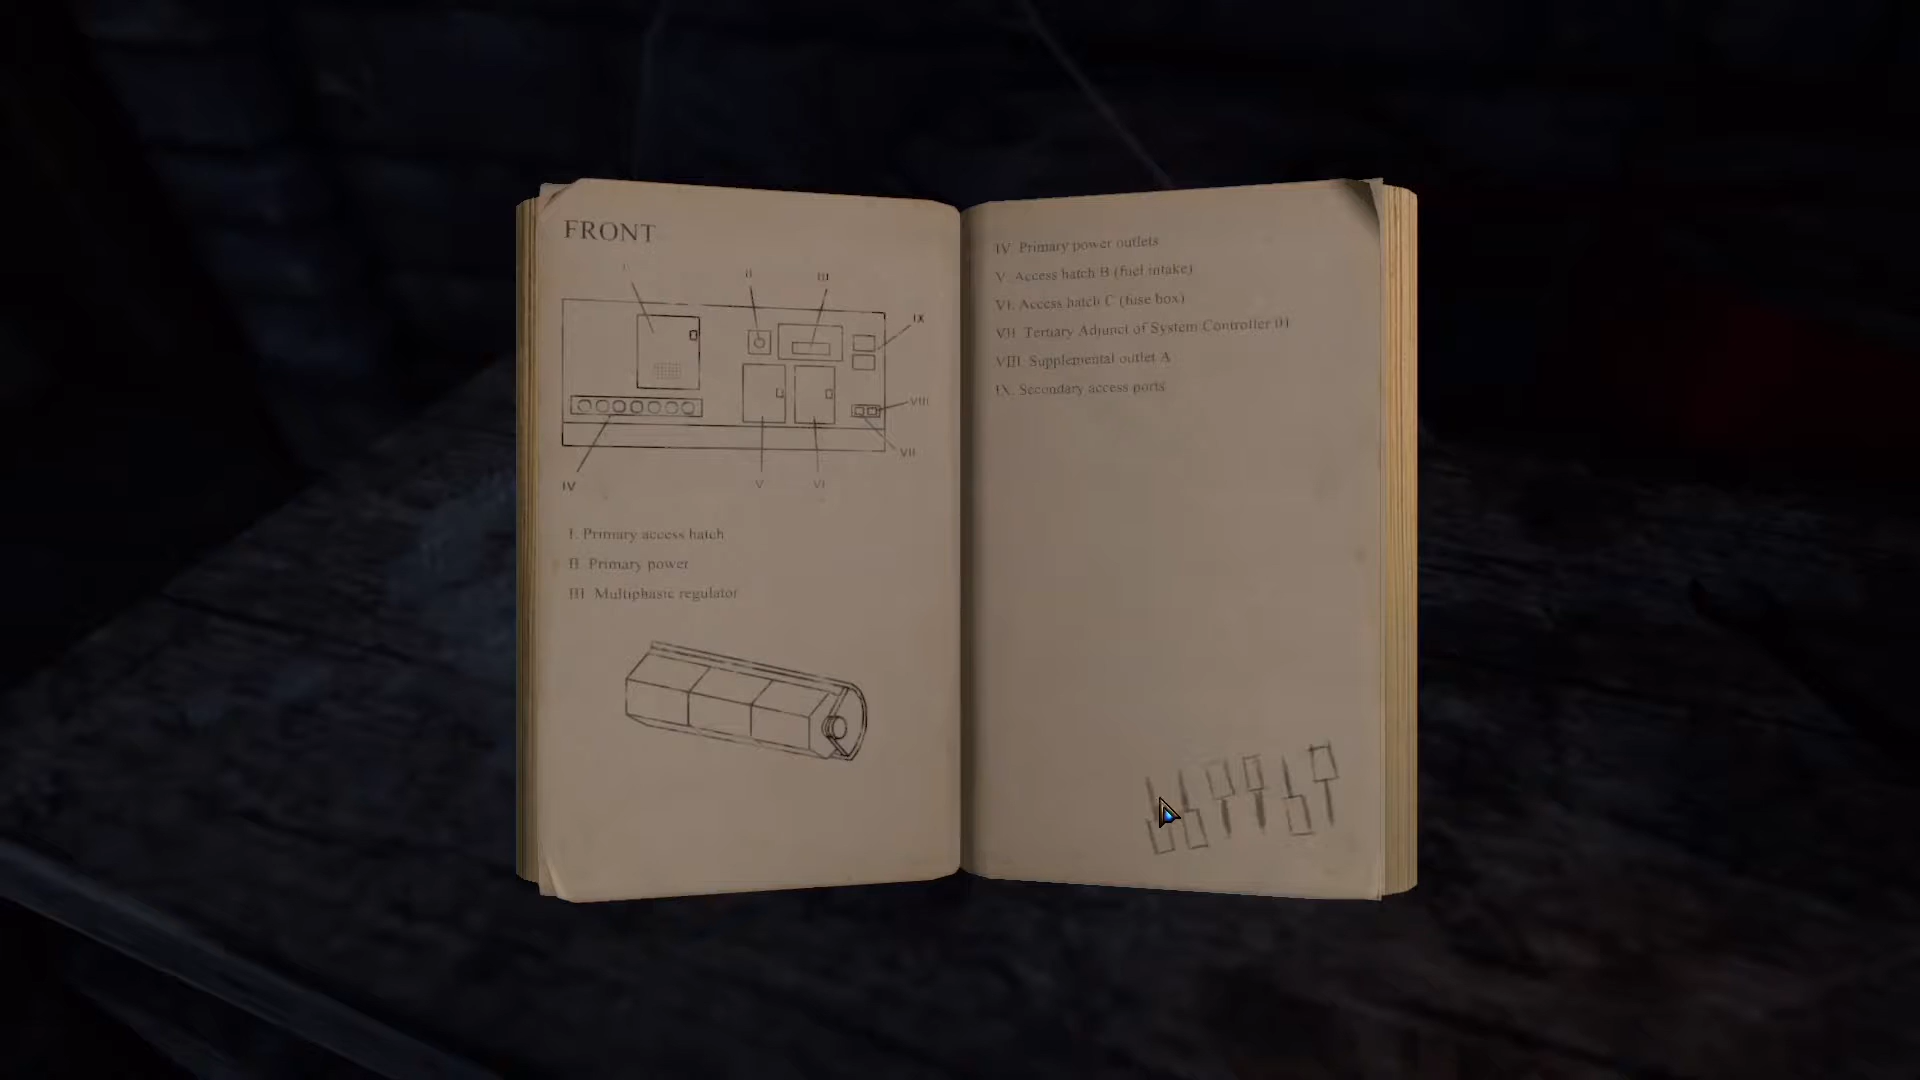 FRONT
I
II
III
IX
VIII
VII
IV
V
VI
I. Primary access hatch
II Primary power
III Multiphasic regulator
IV. Primary power outlets
V. Access hatch B (fuel intake)
VI. Access hatch C (fuse box)
VII Tertiary Adjunct of System Controller 01
VIII. Supplemental outlet A
IX. Secondary access ports